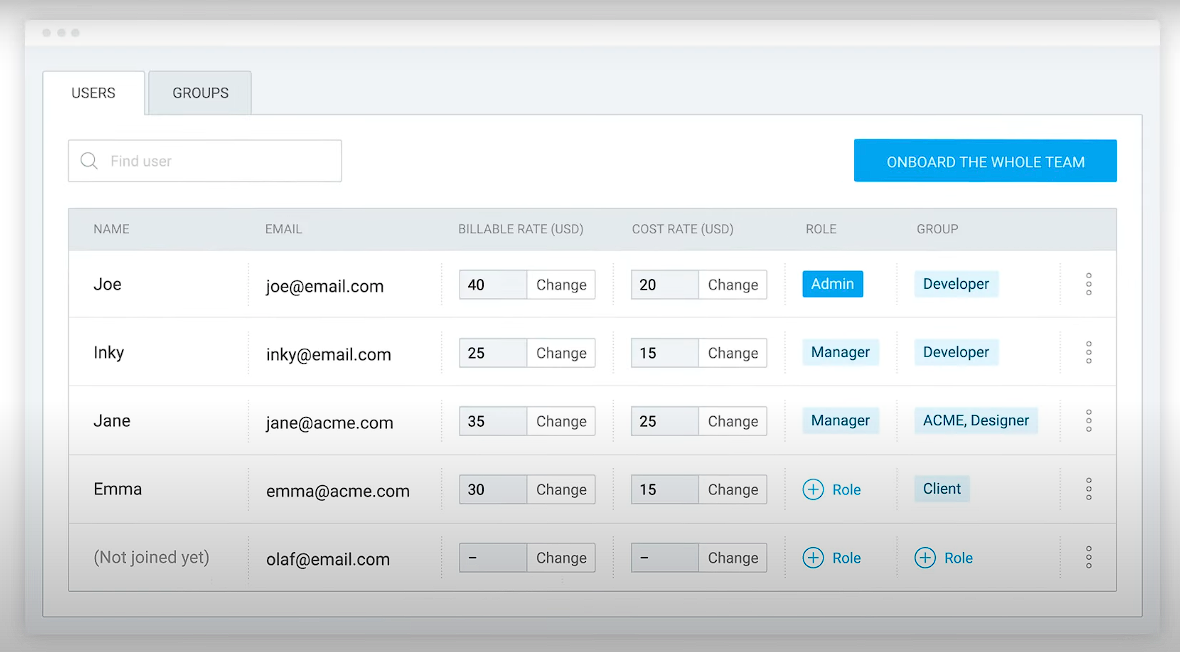 USERS GROUPS
Find user ONBOARD THE WHOLE TEAM
NAME EMAIL BILLABLE RATE (USD) COST RATE (USD) ROLE GROUP
Joe joe@email.com 40 Change 20 Change Admin Developer
Inky inky@email.com 25 Change 15 Change Manager Developer
Jane jane@acme.com 35 Change 25 Change Manager ACME, Designer
Emma emma@acme.com 30 Change 15 Change Role Client
(Not joined yet) olaf@email.com – Change – Change Role Role